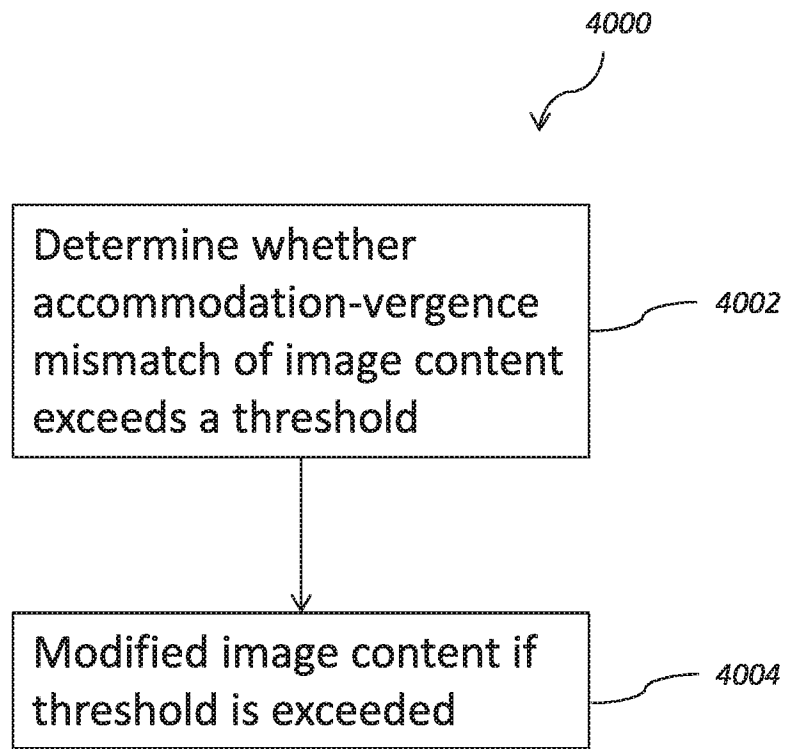 4000
Determine whether
accommodation-vergence
mismatch of image content
exceeds a threshold
4002
Modified image content if
threshold is exceeded
4004